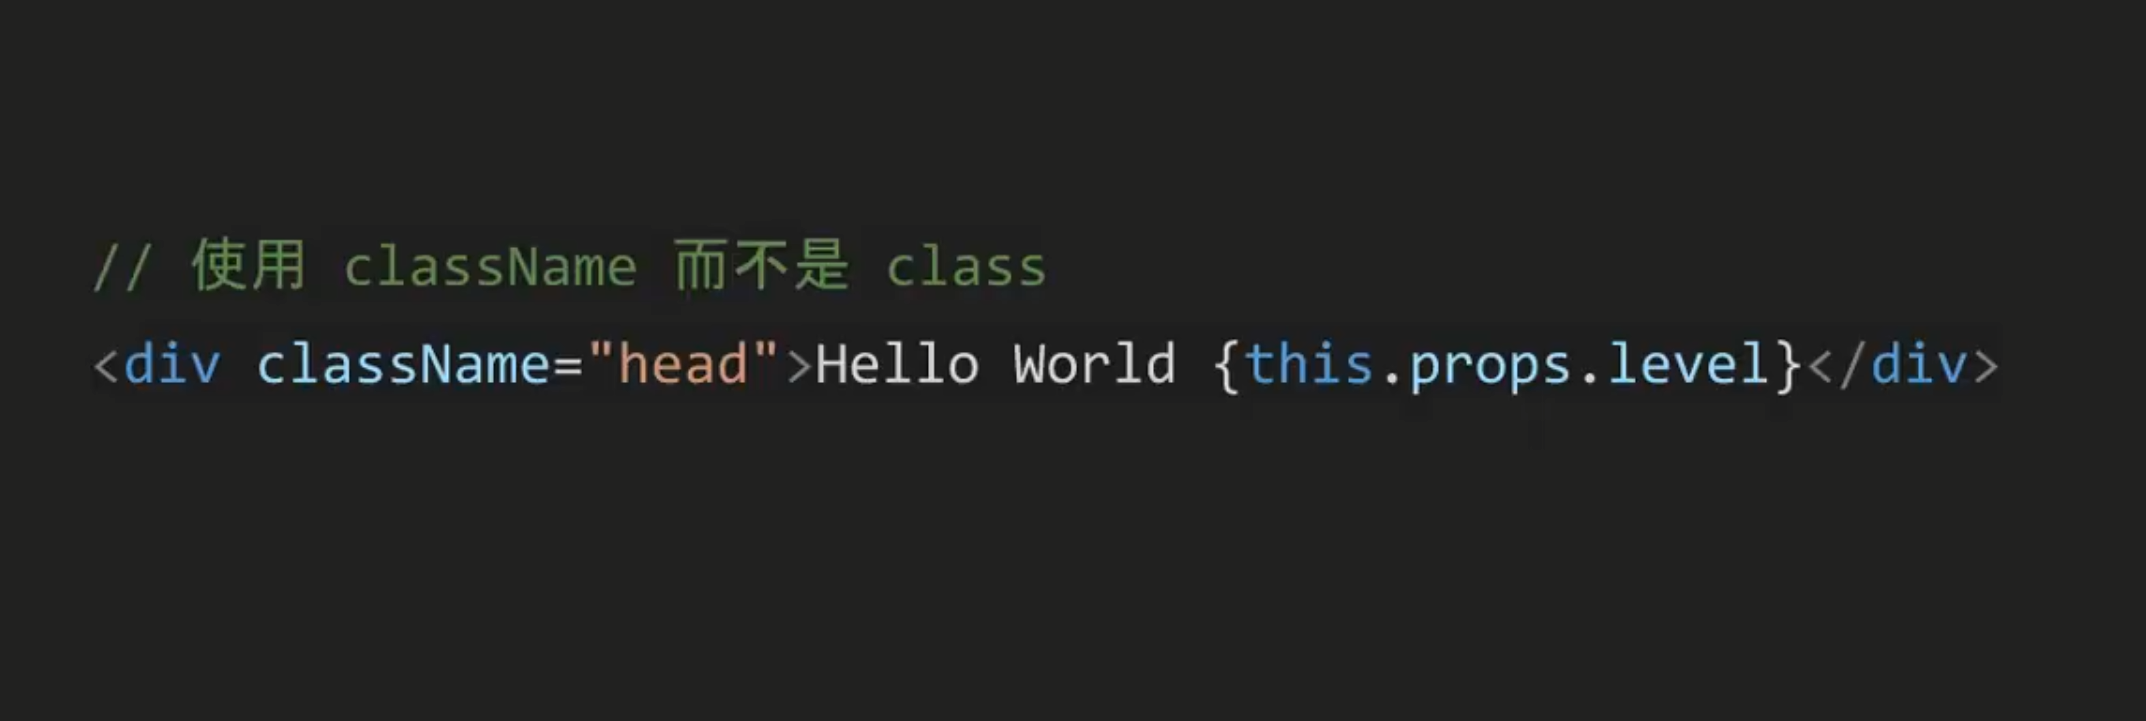 // 使用 className 而不是 class
<div className="head">Hello World {this.props.level}</div>